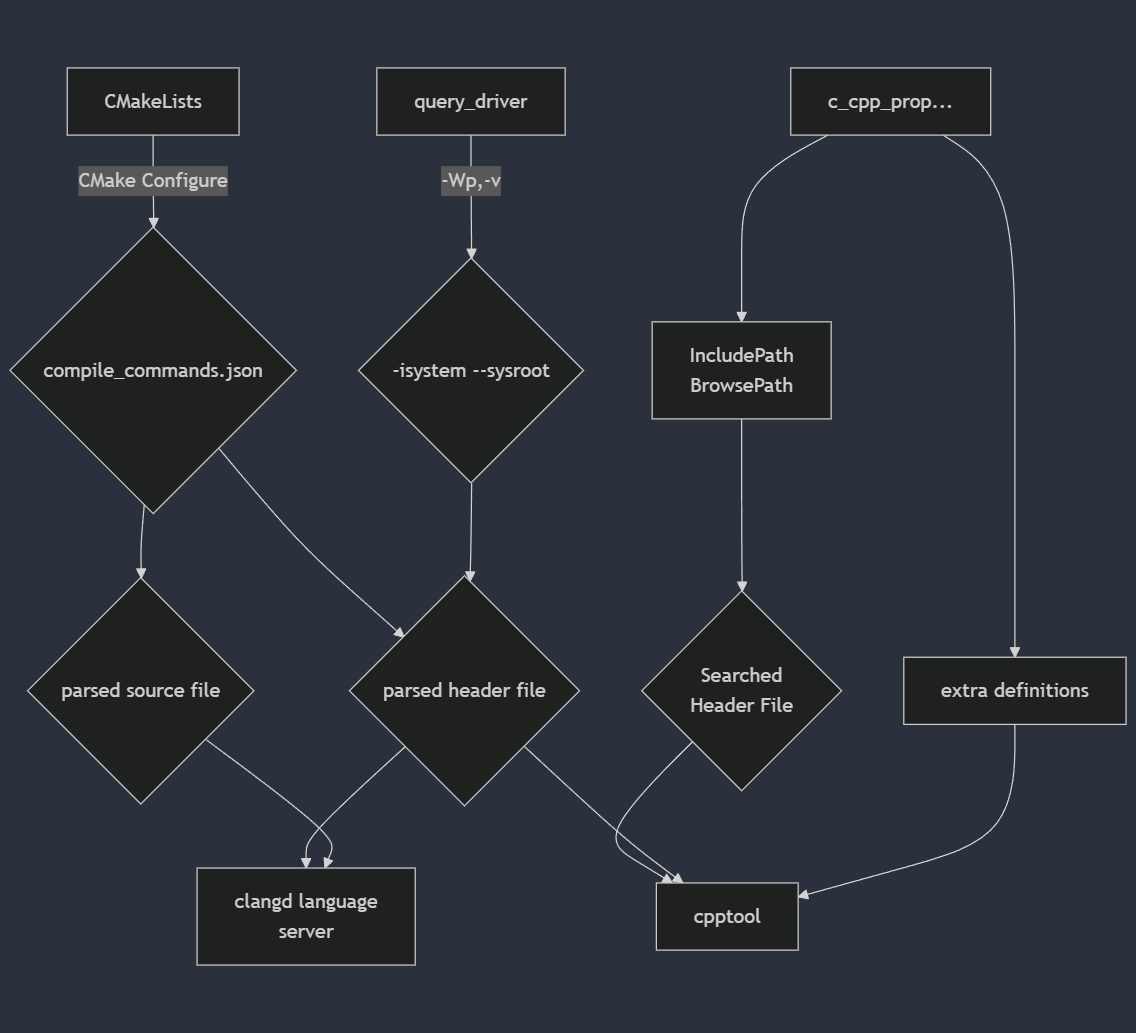 CMakeLists
query_driver
c_cpp_prop...
CMake Configure
-Wp,-v
compile_commands.json
-isystem --sysroot
IncludePath
BrowsePath
parsed source file
parsed header file
Searched
Header File
extra definitions
clangd language
server
cpptool